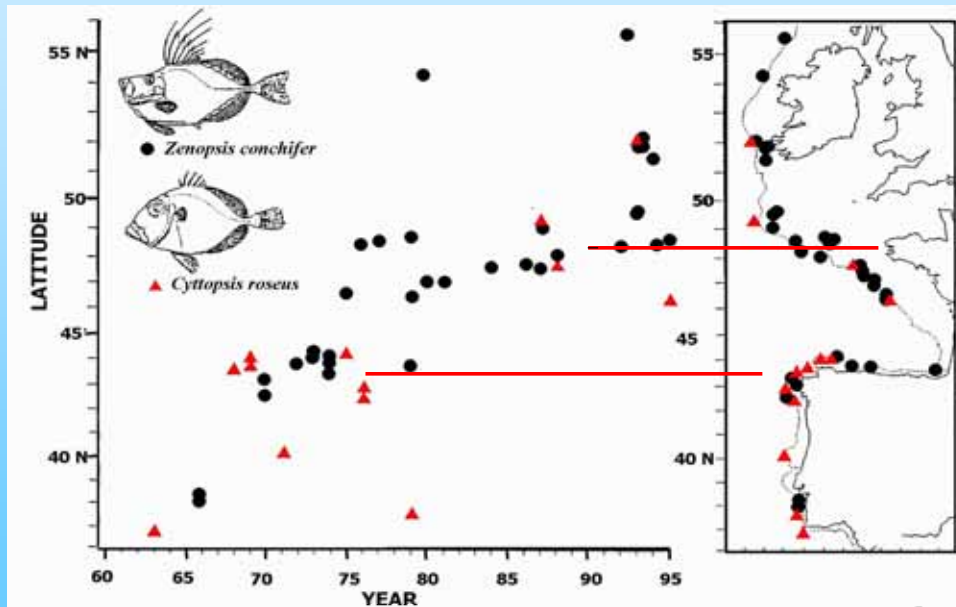 55 N
Zenopsis conchifer
50
Cyttopsis roseus
LATITUDE
45
40 N
60 65 70 75 80 81 90 95
YEAR
55
50
45
40 N